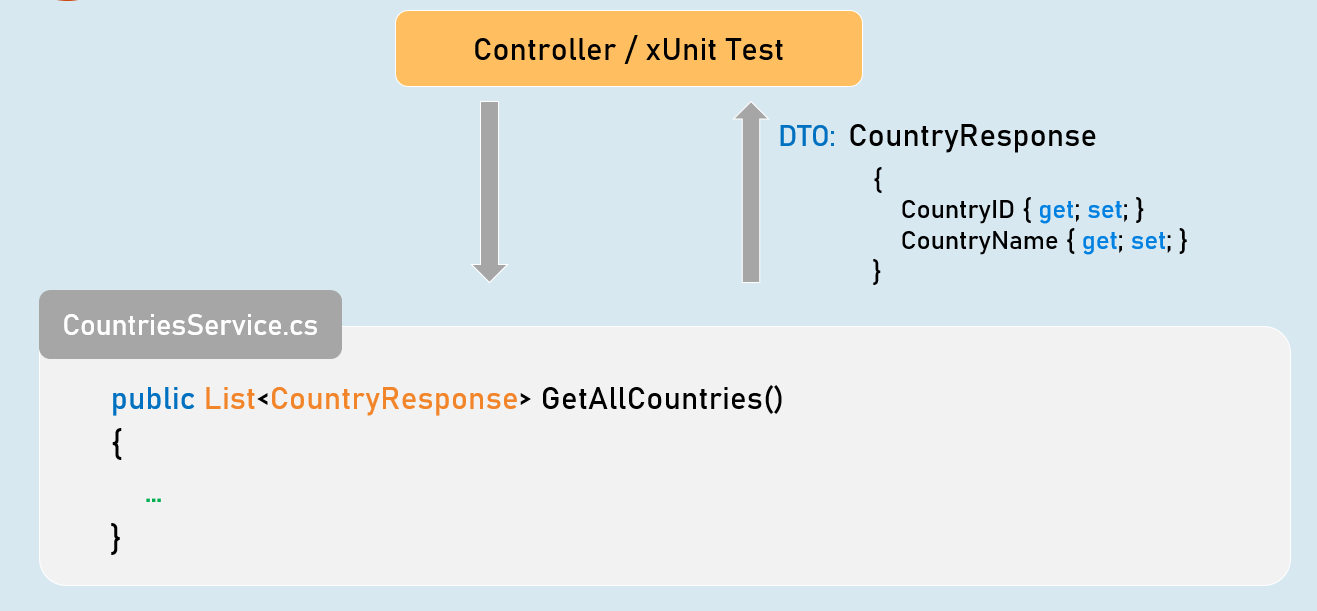 Controller / xUnit Test
DTO: CountryResponse
{
CountryID { get; set; }
CountryName { get; set; }
}
CountriesService.cs
public List<CountryResponse> GetAllCountries()
{
...
}